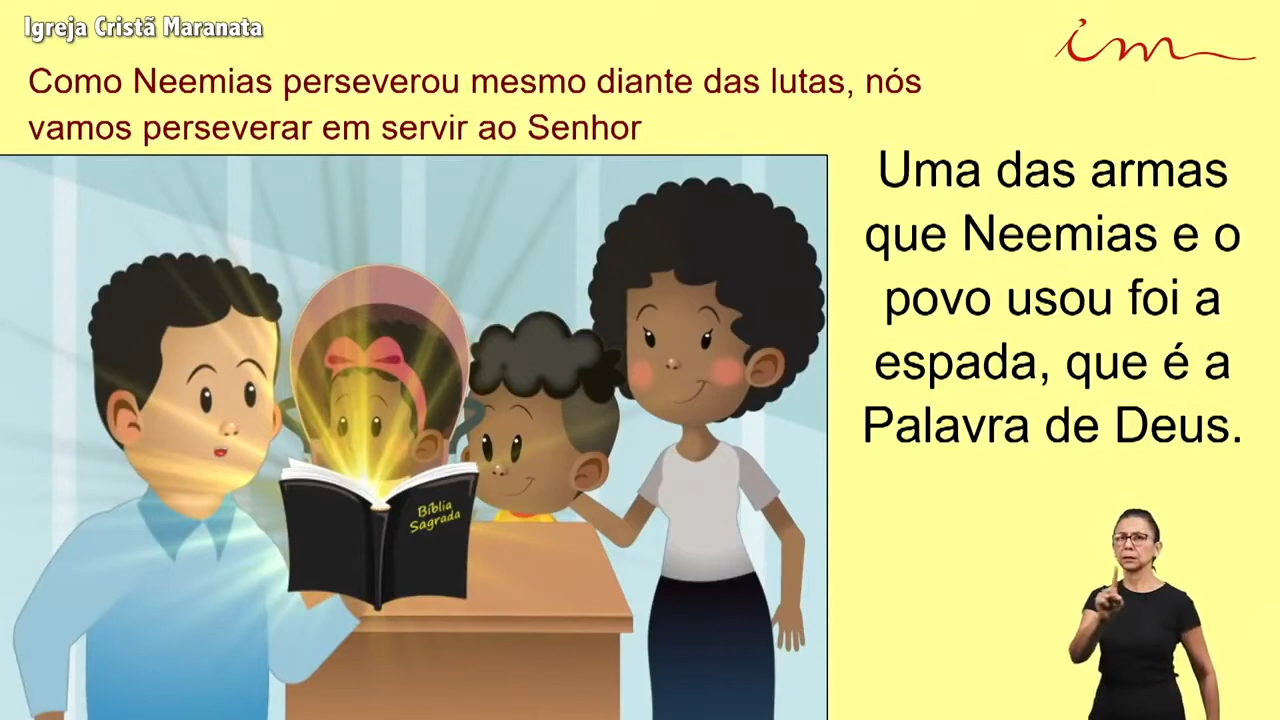 Igreja Cristã Maranata
im
Como Neemias perseverou mesmo diante das lutas, nós
vamos perseverar em servir ao Senhor
Uma das armas
que Neemias e o
povo usou foi a
espada, que é a
Palavra de Deus.
Bíblia
Sagrada